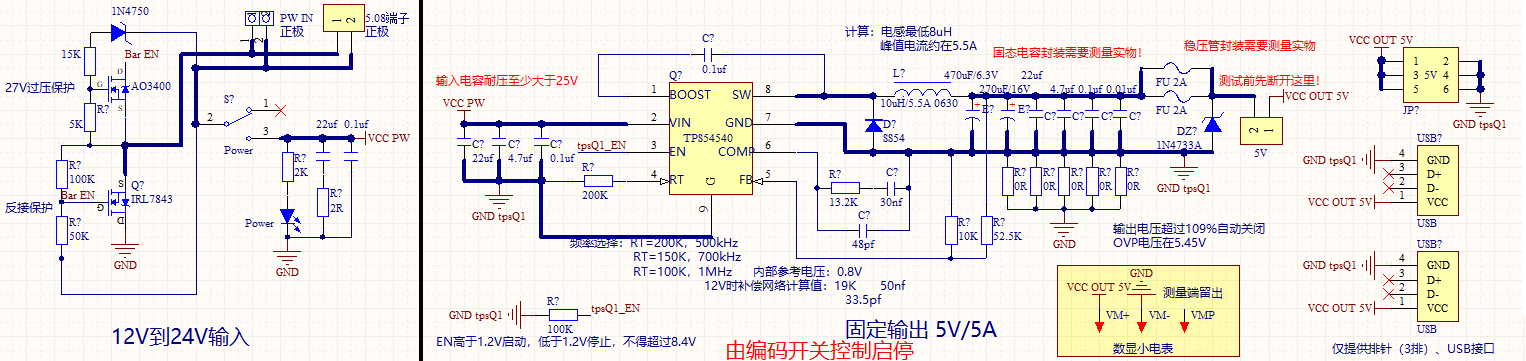 1N4750
15K
Bar EN
27V过压保护
D
G
S
AO3400
R?
5K
R?
100K
Bar EN
反接保护
R?
50K
S
G
D
Q?
IRL7843
GND
PW IN
正极
1
2
1
2
5.08端子
正极
S?
1
2
3
Power
22uf
0.1uf
VCC PW
R?
2K
R?
2R
Power
GND
12V到24V输入
输入电容耐压至少大于25V
VCC PW
C?
22uf
C?
4.7uf
C?
0.1uf
GND tpsQ1
C?
0.1uf
Q?
1
BOOST
SW
8
2
VIN
GND
7
TPS54540
tpsQ1_EN
3
EN
COMP
6
4
RT
FB
5
G
9
R?
200K
频率选择：RT=200K，500kHz
RT=150K，700kHz
RT=100K，1MHz
内部参考电压：0.8V
12V时补偿网络计算值：19K
50nf
33.5pf
GND tpsQ1
R?
100K
tpsQ1_EN
EN高于1.2V启动，低于1.2V停止，不得超过8.4V
计算：电感最低8uH
峰值电流约在5.5A
固态电容封装需要测量实物！
稳压管封装需要测量实物
L?
10uH/5.5A 0630
470uF/6.3V
270uF/16V
22uf
4.7uf
0.1uf
0.01uf
E?
E?
C?
C?
C?
C?
D?
SS54
R?
13.2K
C?
30nf
C?
48pf
R?
10K
R?
52.5K
R?
0R
R?
0R
R?
0R
R?
0R
R?
0R
GND
FU 2A
FU 2A
测试前先断开这里！
VCC OUT 5V
DZ?
1N4733A
GND tpsQ1
2
1
5V
输出电压超过109%自动关闭
OVP电压在5.45V
GND
VCC OUT 5V
测量端留出
VM+
VM-
VMP
数显小电表
固定输出 5V/5A
由编码开关控制启停
VCC OUT 5V
1
2
3
5V
4
5
6
JP?
GND tpsQ1
USB?
GND tpsQ1
4
GND
3
D+
2
D-
VCC OUT 5V
1
VCC
USB
USB?
GND tpsQ1
4
GND
3
D+
2
D-
VCC OUT 5V
1
VCC
USB
仅提供排针（3排）、USB接口